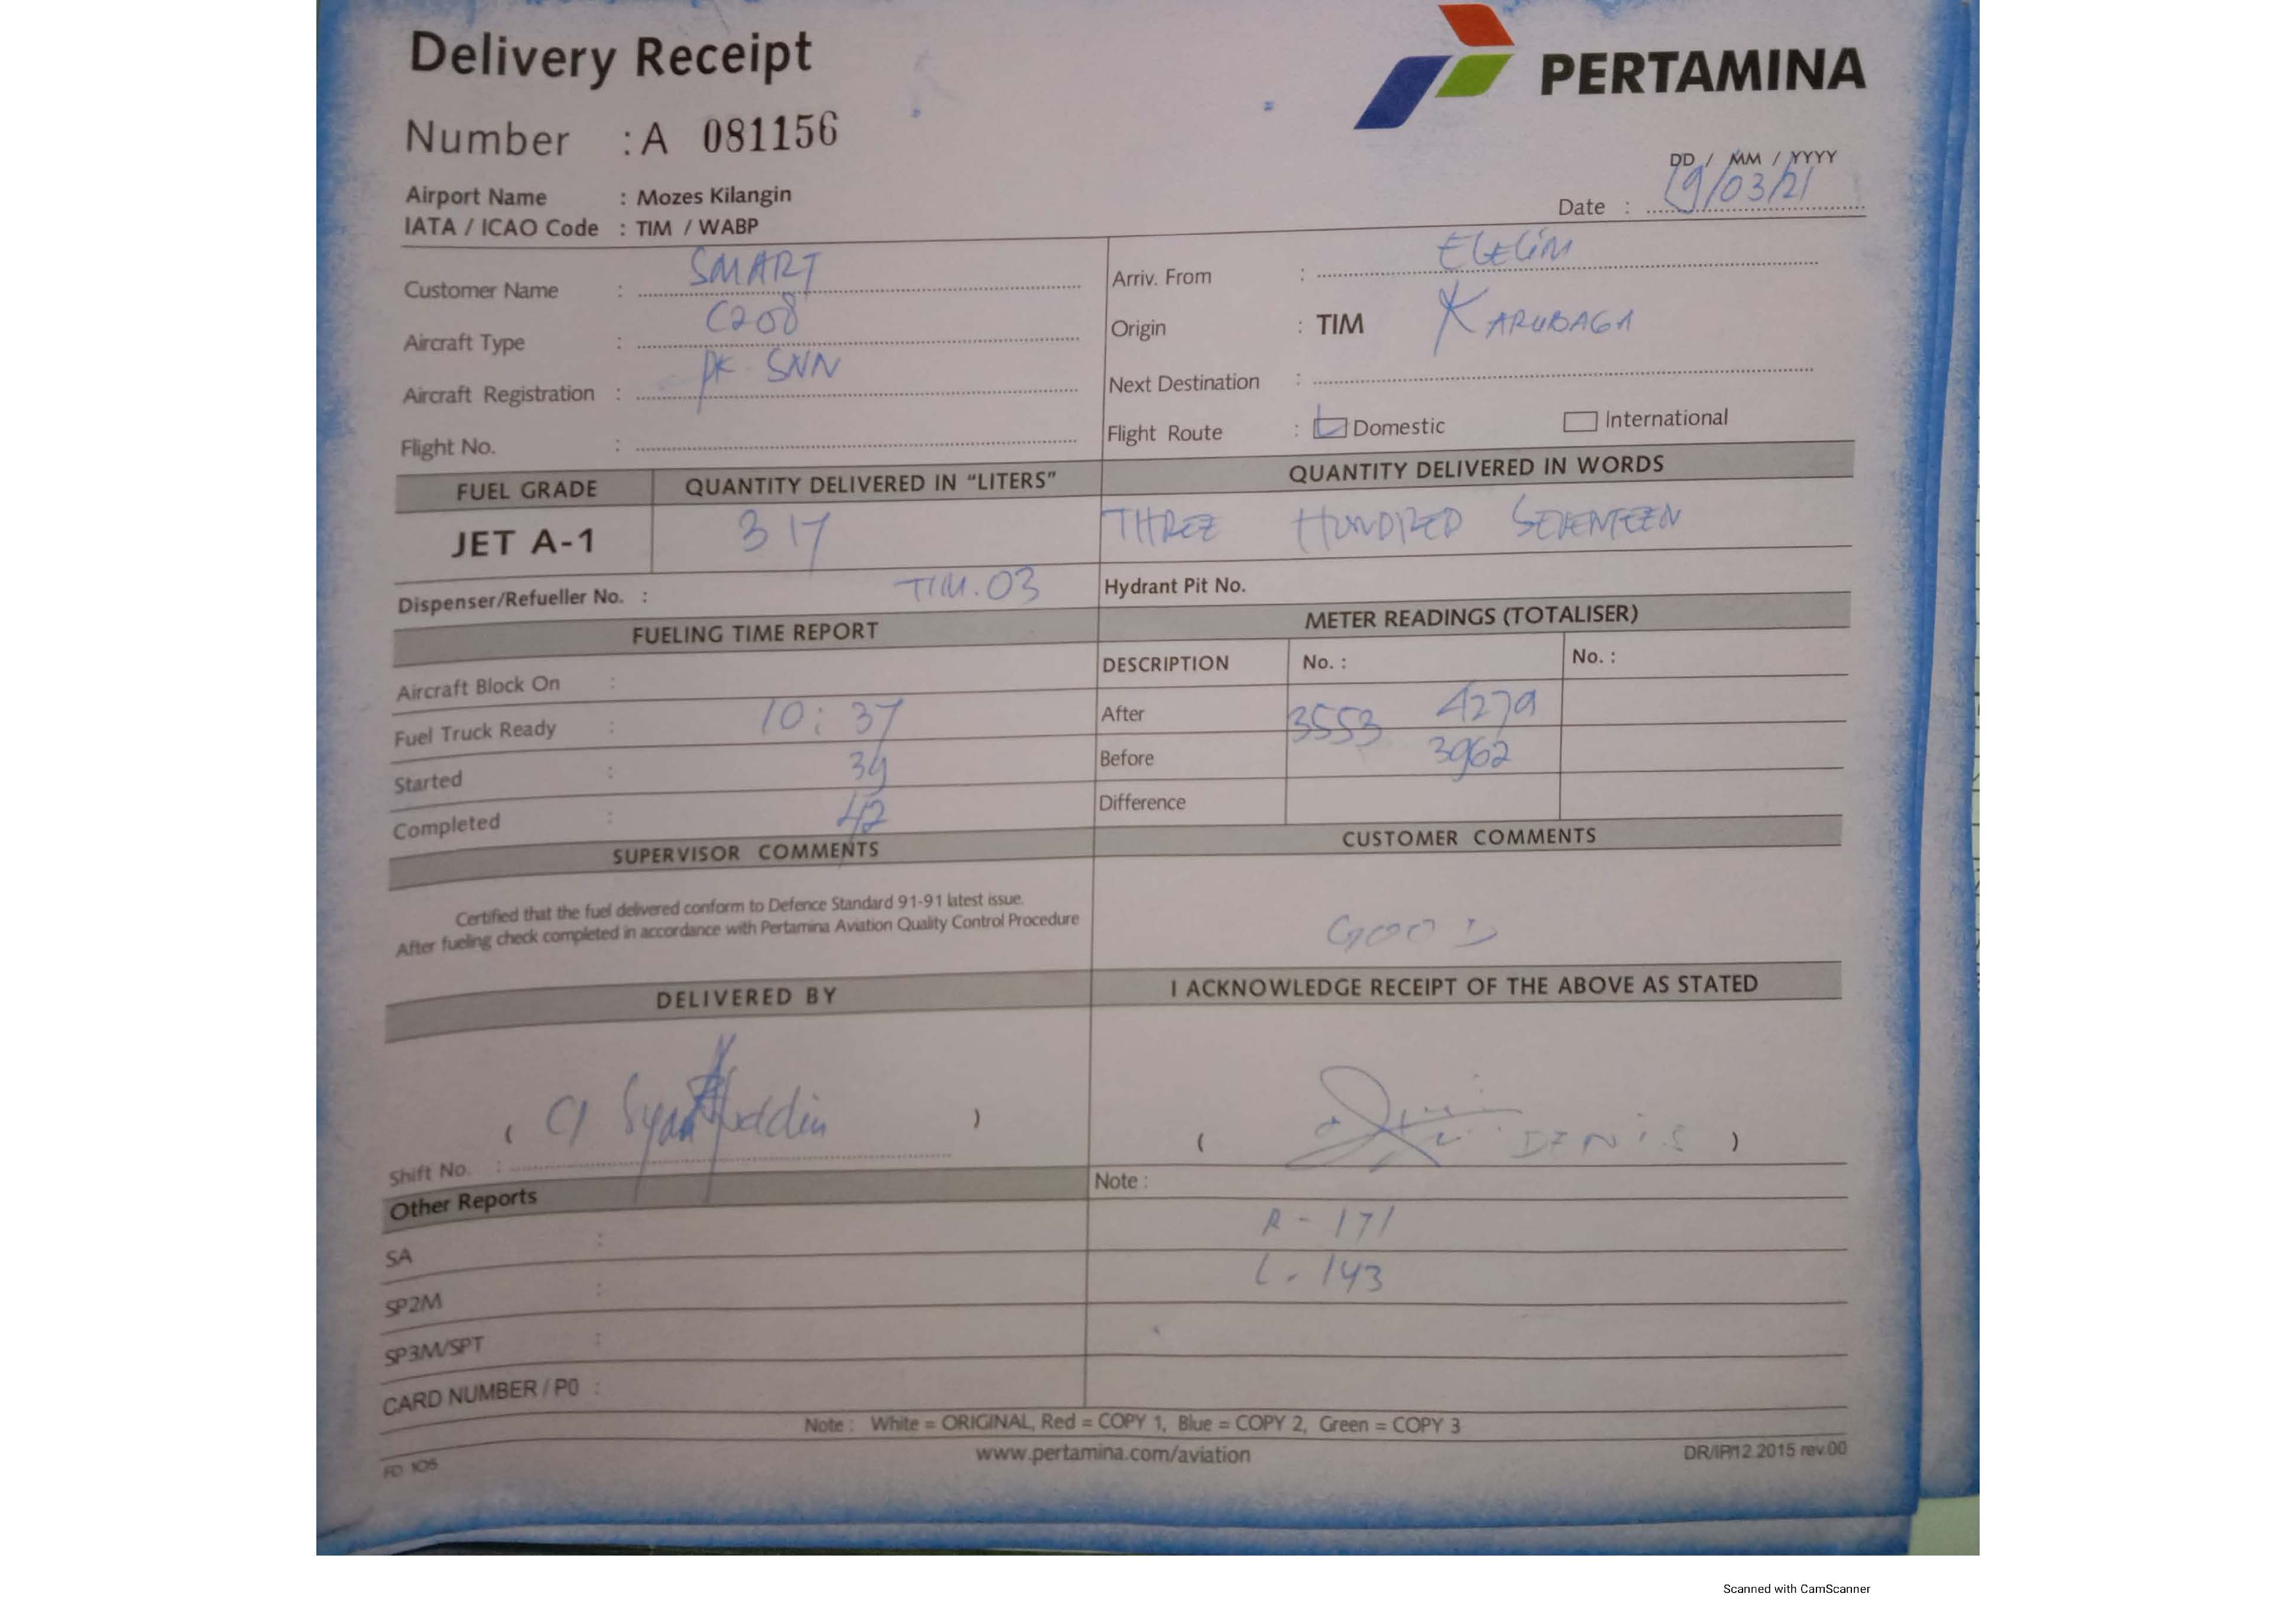 Delivery Receipt
PERTAMINA
Number : A 081156
DD / MM / YYYY
Airport Name : Mozes Kilangin
Date : 19/03/21
IATA / ICAO Code : TIM / WABP
Customer Name : SMART
Arriv. From : ELELIM
Aircraft Type : C208
Origin : TIM KARUBAGA
Aircraft Registration : PK-SNN
Next Destination :
Flight No. :
Flight Route : Domestic International
FUEL GRADE QUANTITY DELIVERED IN "LITERS" QUANTITY DELIVERED IN WORDS
JET A-1 317 THREE HUNDRED SEVENTEEN
Dispenser/Refueller No. : TIM.03 Hydrant Pit No.
FUELING TIME REPORT METER READINGS (TOTALISER)
Aircraft Block On : DESCRIPTION No. : No. :
Fuel Truck Ready : 10:37 After 3553 4279
Started : 39 Before 3962
Completed : 42 Difference
SUPERVISOR COMMENTS CUSTOMER COMMENTS
Certified that the fuel delivered conform to Defence Standard 91-91 latest issue.
After fueling check completed in accordance with Pertamina Aviation Quality Control Procedure
GOOD
DELIVERED BY I ACKNOWLEDGE RECEIPT OF THE ABOVE AS STATED
( )
( DENIS )
Shift No. :
Other Reports Note :
SA : R - 171
SP2M : L - 143
SP3M/SPT :
CARD NUMBER / PO :
Note : White = ORIGINAL, Red = COPY 1, Blue = COPY 2, Green = COPY 3
www.pertamina.com/aviation
FD 105
DR/IP/12.2015 rev.00
Scanned with CamScanner